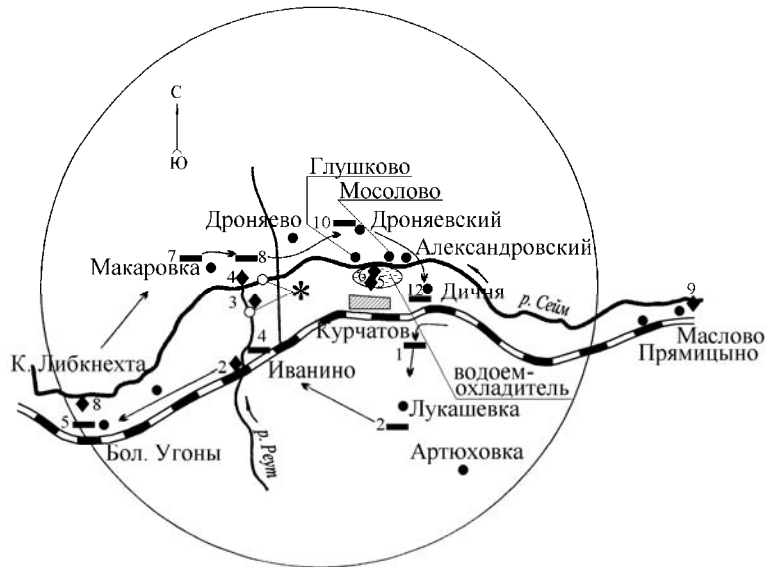 С
Ю
Глушково
Мосолово
Дроняево
10
Дроняевский
7
8
Александровский
Макаровка
4
6
5
12
Дичня
3
*
р. Сейм
9
Курчатов
Маслово
4
1
Прямицыно
К. Либкнехта
2
Иванино
водоем-
охладитель
8
Лукашевка
5
2
р. Реут
Бол. Угоны
Артюховка